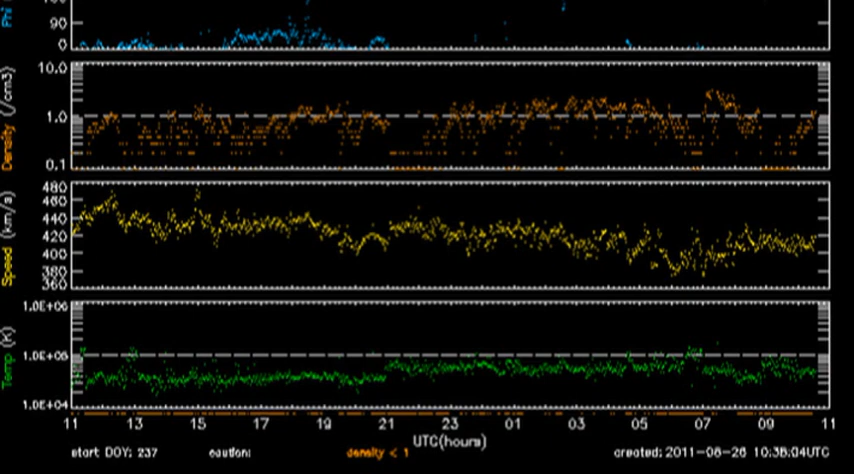 Phi
90
0
Density (/cm3)
10.0
1.0
0.1
Speed (km/s)
480
460
440
420
400
380
360
Temp (K)
1.0E+06
1.0E+05
1.0E+04
11 13 15 17 19 21 23 01 03 05 07 09 11
UTC(hours)
start DOY: 237 caution: density < 1 created: 2011-08-26 10:38:04UTC